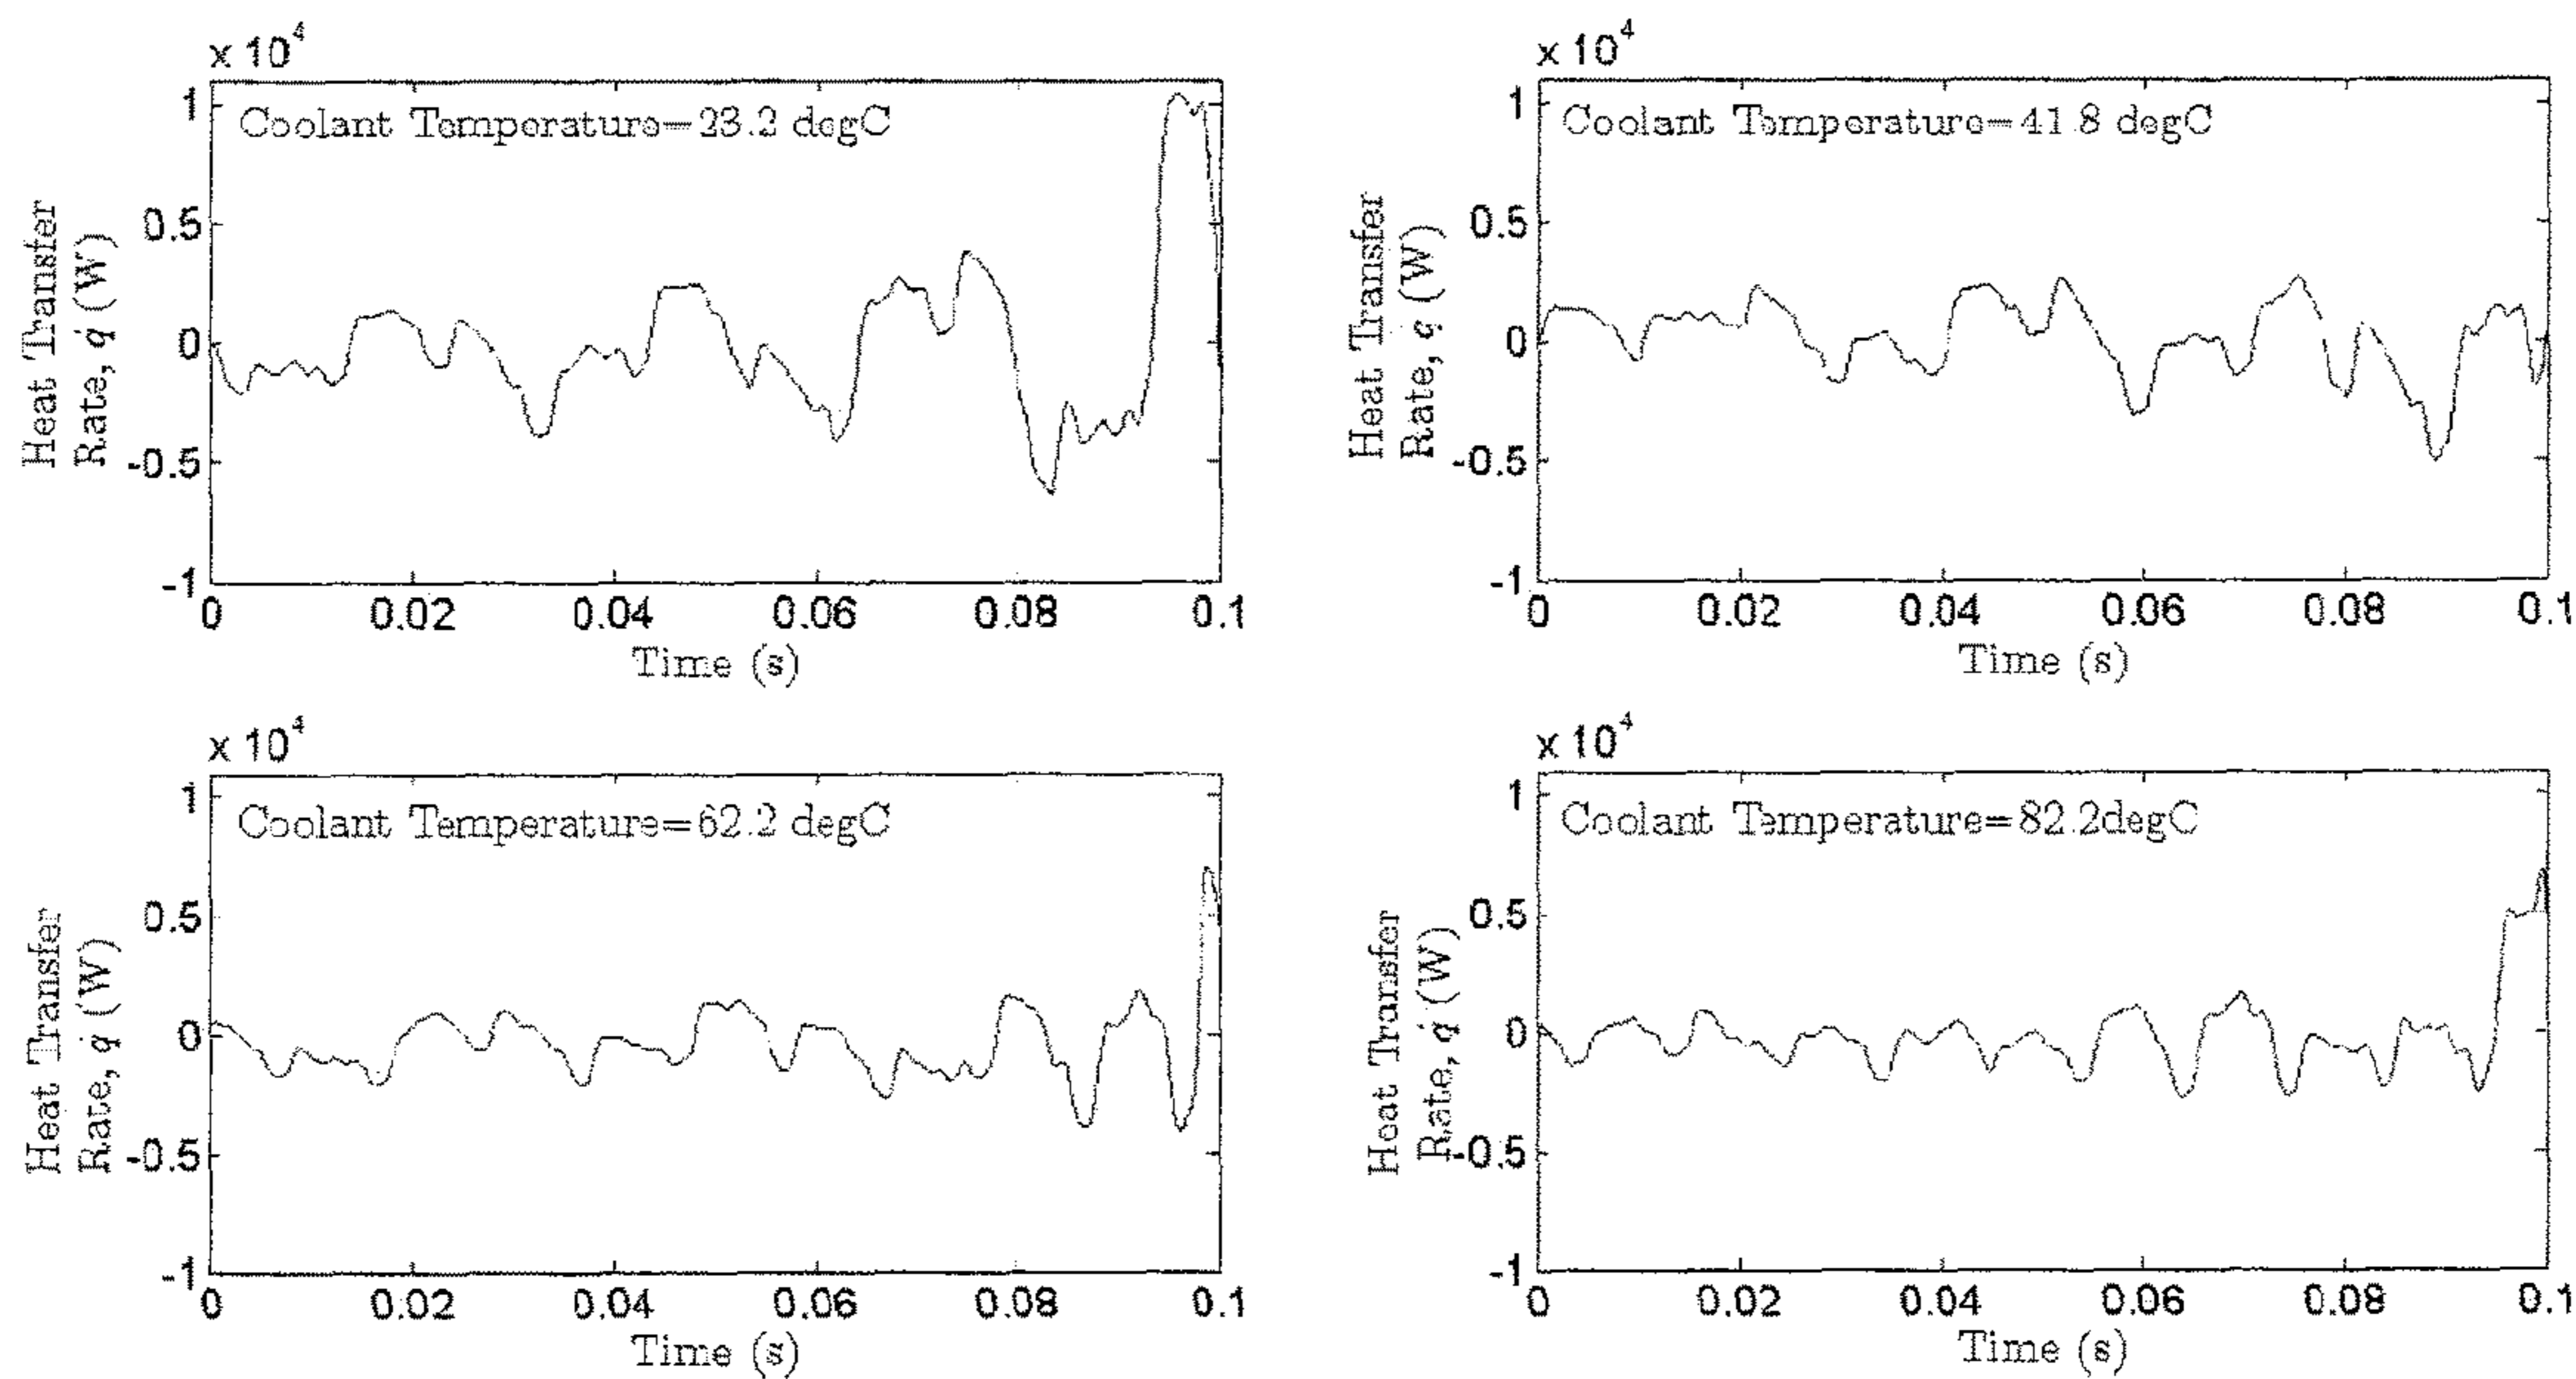 x 10^4
Coolant Temperature=23.2 degC
1
0.5
0
-0.5
-1
Heat Transfer
Rate, q̇ (W)
0 0.02 0.04 0.06 0.08 0.1
Time (s)
x 10^4
Coolant Temperature=41.8 degC
1
0.5
0
-0.5
-1
Heat Transfer
Rate, q̇ (W)
0 0.02 0.04 0.06 0.08 0.1
Time (s)
x 10^4
Coolant Temperature=62.2 degC
1
0.5
0
-0.5
-1
Heat Transfer
Rate, q̇ (W)
0 0.02 0.04 0.06 0.08 0.1
Time (s)
x 10^4
Coolant Temperature=82.2degC
1
0.5
0
-0.5
-1
Heat Transfer
Rate, q̇ (W)
0 0.02 0.04 0.06 0.08 0.1
Time (s)